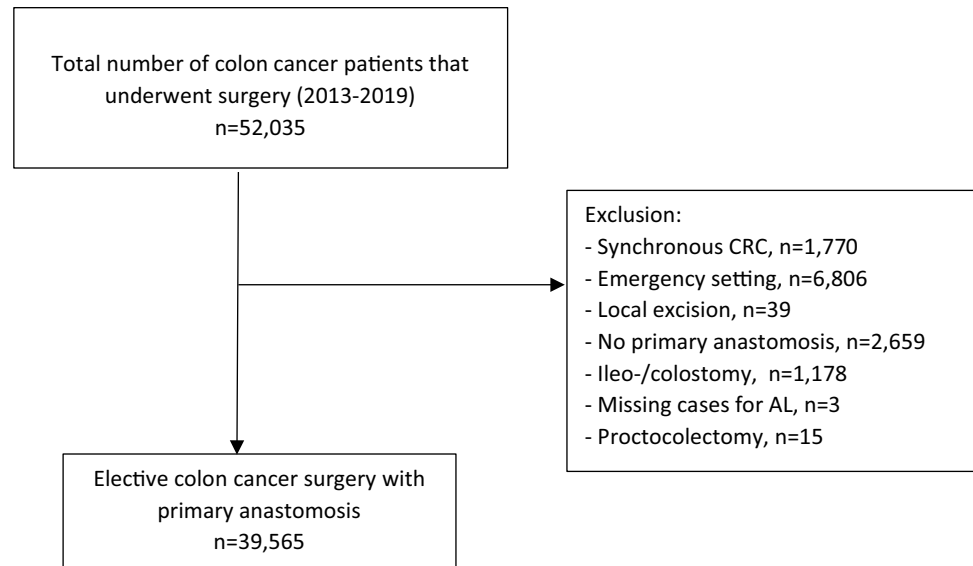 Total number of colon cancer patients that
underwent surgery (2013-2019)
n=52,035
Exclusion:
- Synchronous CRC, n=1,770
- Emergency setting, n=6,806
- Local excision, n=39
- No primary anastomosis, n=2,659
- Ileo-/colostomy, n=1,178
- Missing cases for AL, n=3
- Proctocolectomy, n=15
Elective colon cancer surgery with
primary anastomosis
n=39,565